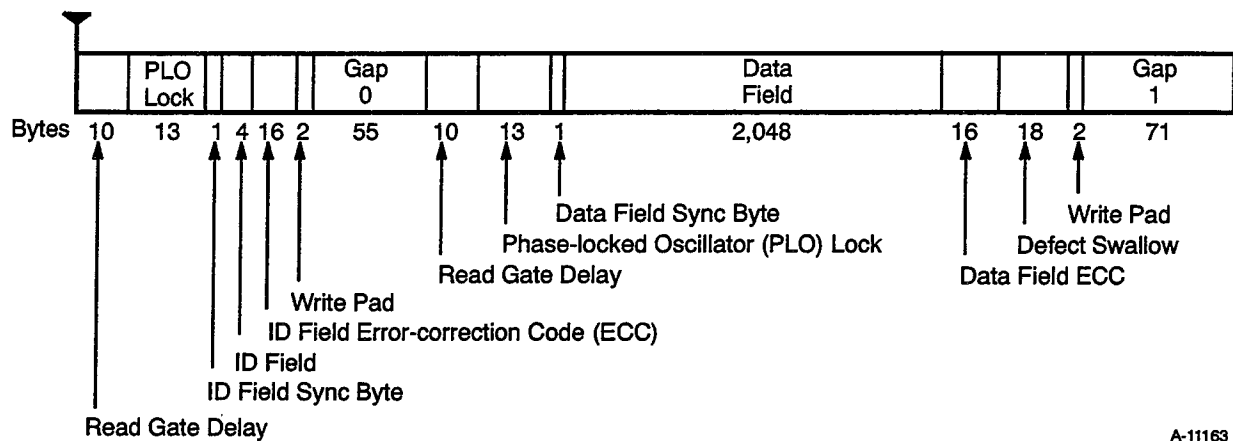 PLO Gap Data Gap
Lock 0 Field 1
Bytes 10 13 1 4 16 2 55 10 13 1 2,048 16 18 2 71
Data Field Sync Byte Write Pad
Phase-locked Oscillator (PLO) Lock Defect Swallow
Read Gate Delay Data Field ECC
Write Pad
ID Field Error-correction Code (ECC)
ID Field
ID Field Sync Byte
Read Gate Delay
A-11163